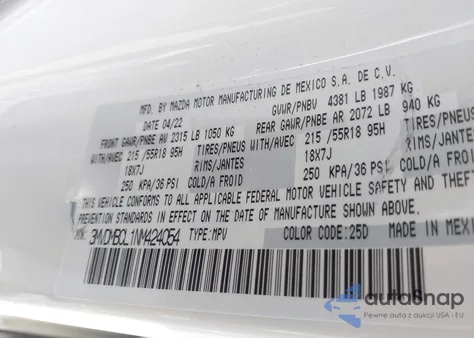 MFD. BY MAZDA MOTOR MANUFACTURING DE MEXICO S.A. DE C.V.
DATE 04/22 GVWR/PNBV 4381 LB 1987 KG
FRONT GAWR/PNBE AV 2315 LB 1050 KG REAR GAWR/PNBE AR 2072 LB 940 KG
WITH/AVEC 215 /55R18 95H TIRES/PNEUS WITH/AVEC 215 /55R18 95H TIRES/PNEUS
18X7J RIMS/JANTES 18X7J RIMS/JANTES
250 KPA/36 PSI COLD/A FROID 250 KPA/36 PSI COLD/A FROID
THIS VEHICLE CONFORMS TO ALL APPLICABLE FEDERAL MOTOR VEHICLE SAFETY AND THEFT
PREVENTION STANDARDS IN EFFECT ON THE DATE OF MANUFACTURE SHOWN ABOVE.
3MVDMBCL1NM424054 TYPE: MPV COLOR CODE: 25D MADE IN MEXICO
autoSnap
Pewne auta z aukcji USA i EU